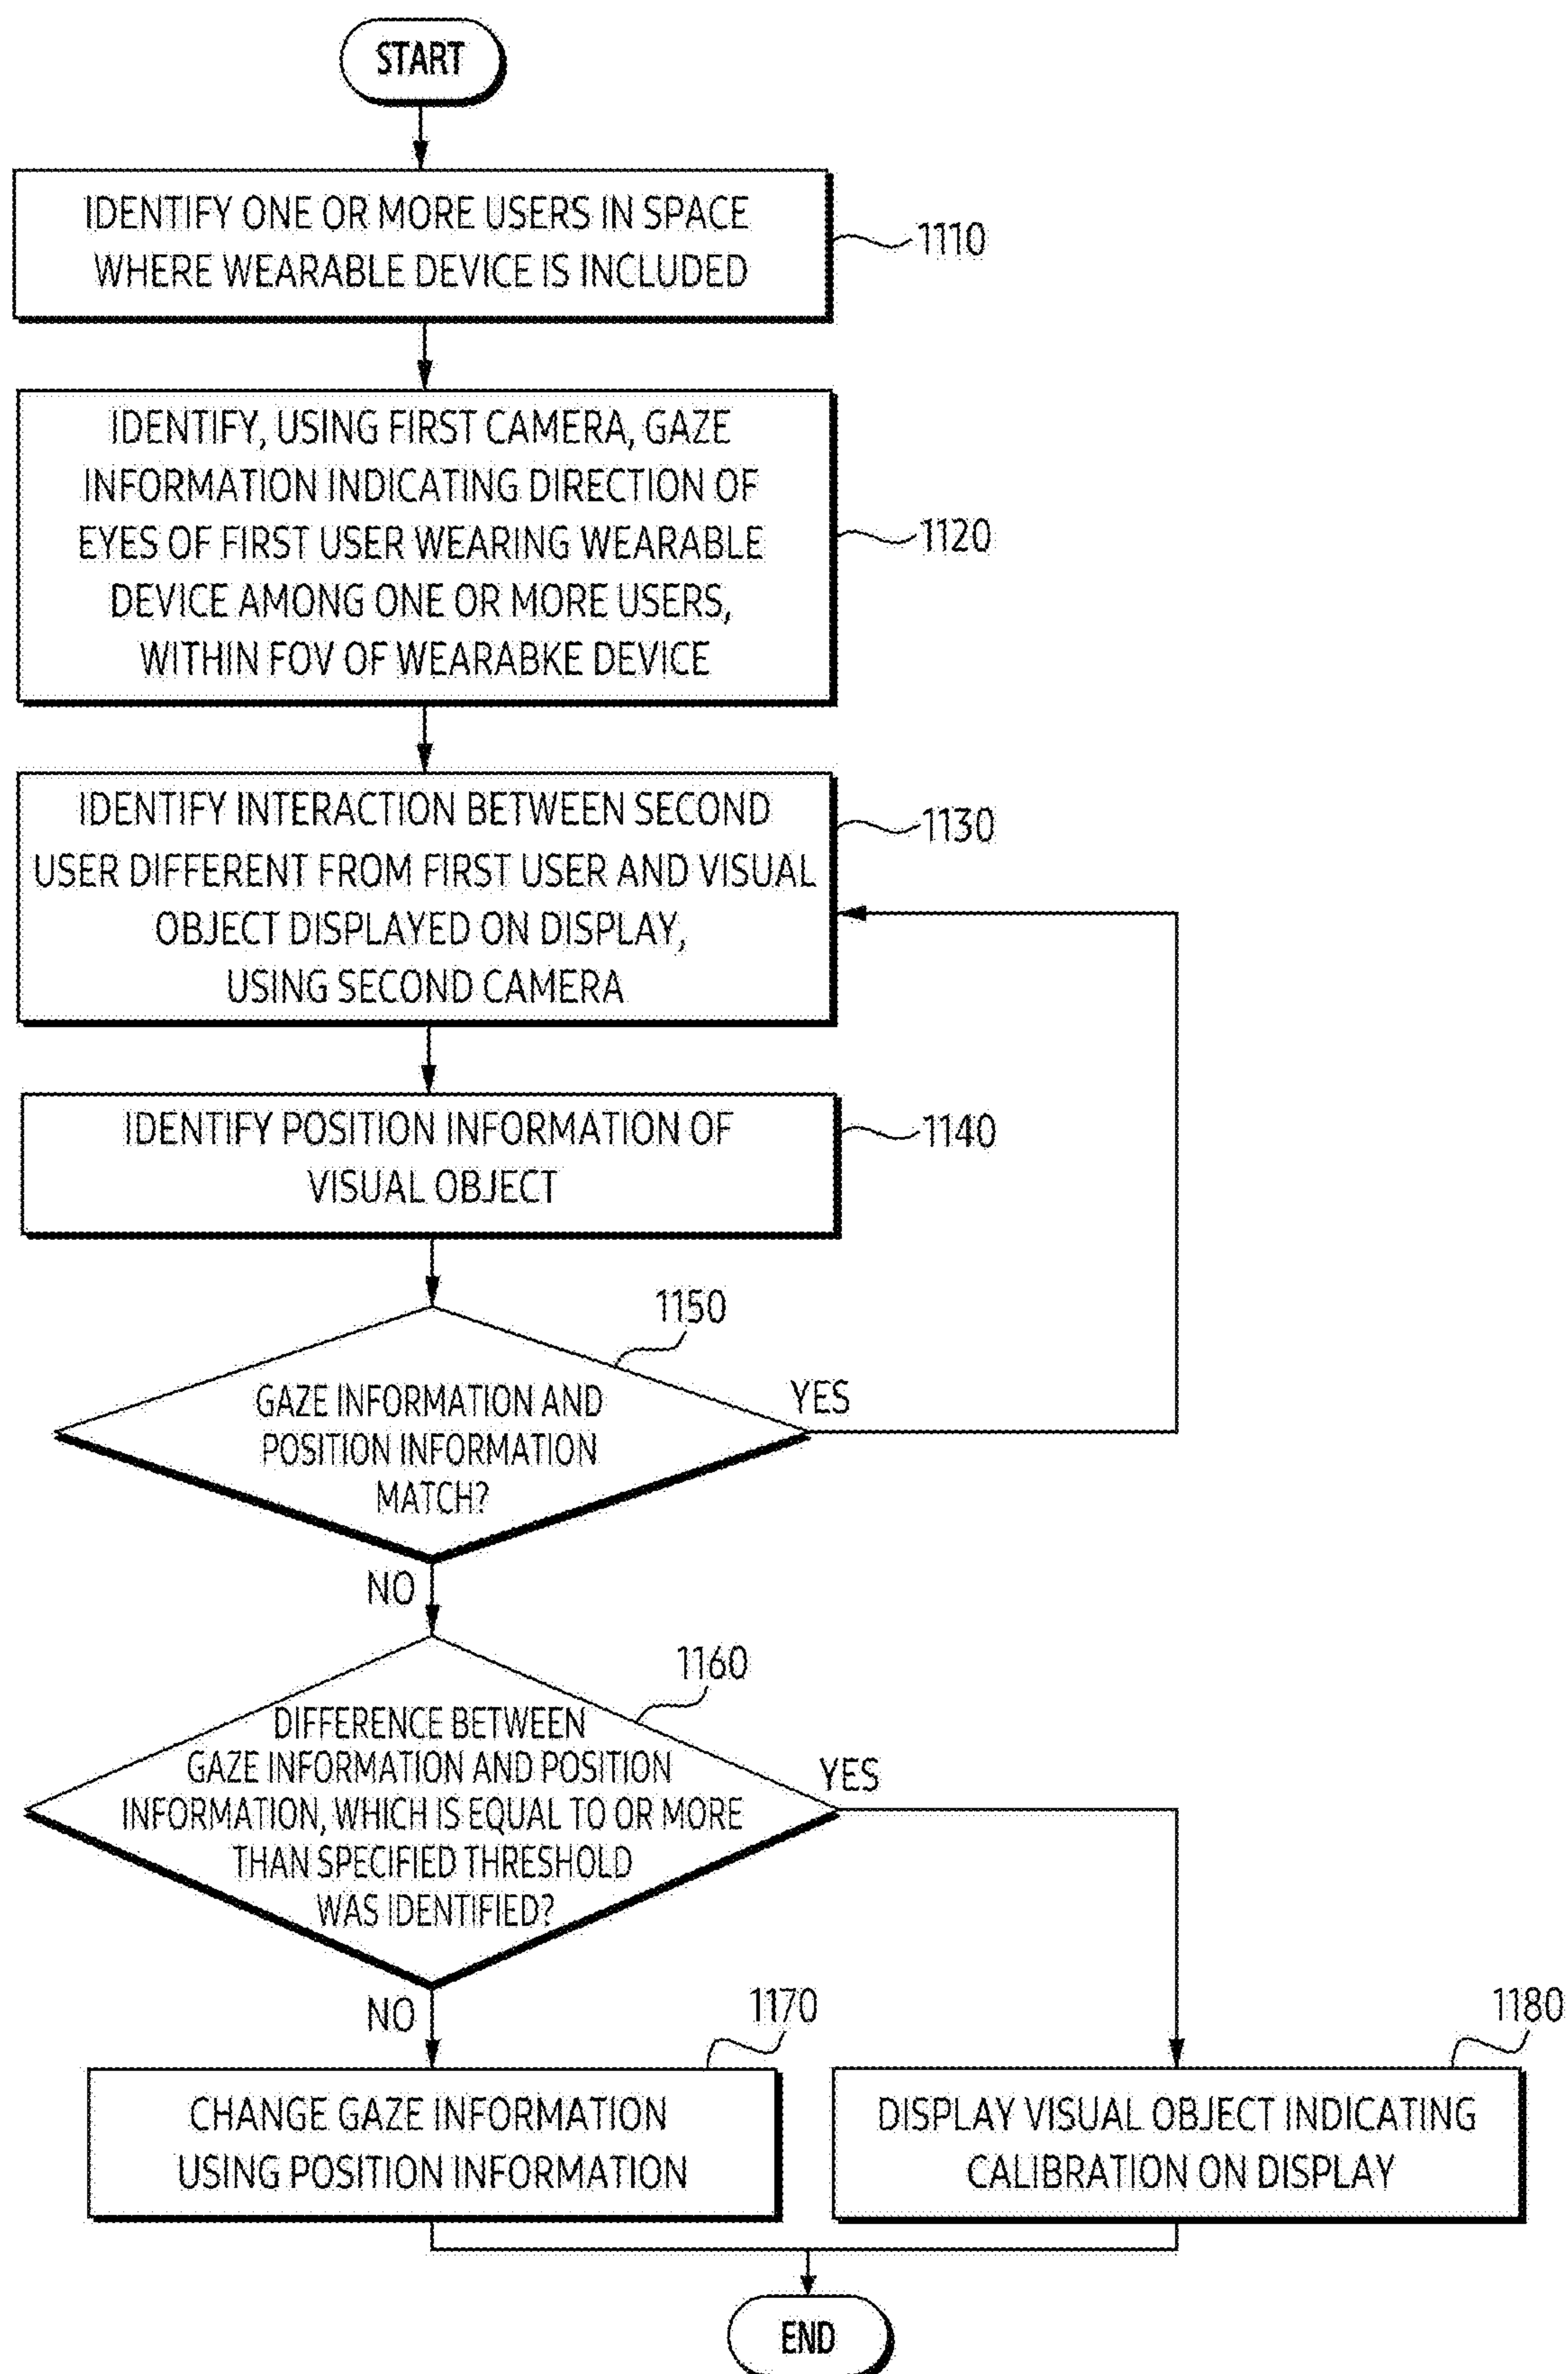 START
IDENTIFY ONE OR MORE USERS IN SPACE
WHERE WEARABLE DEVICE IS INCLUDED
1110
IDENTIFY, USING FIRST CAMERA, GAZE
INFORMATION INDICATING DIRECTION OF
EYES OF FIRST USER WEARING WEARABLE
DEVICE AMONG ONE OR MORE USERS,
WITHIN FOV OF WEARABKE DEVICE
1120
IDENTIFY INTERACTION BETWEEN SECOND
USER DIFFERENT FROM FIRST USER AND VISUAL
OBJECT DISPLAYED ON DISPLAY,
USING SECOND CAMERA
1130
IDENTIFY POSITION INFORMATION OF
VISUAL OBJECT
1140
1150
GAZE INFORMATION AND
POSITION INFORMATION
MATCH?
YES
NO
1160
DIFFERENCE BETWEEN
GAZE INFORMATION AND POSITION
INFORMATION, WHICH IS EQUAL TO OR MORE
THAN SPECIFIED THRESHOLD
WAS IDENTIFIED?
YES
NO
1170
CHANGE GAZE INFORMATION
USING POSITION INFORMATION
1180
DISPLAY VISUAL OBJECT INDICATING
CALIBRATION ON DISPLAY
END